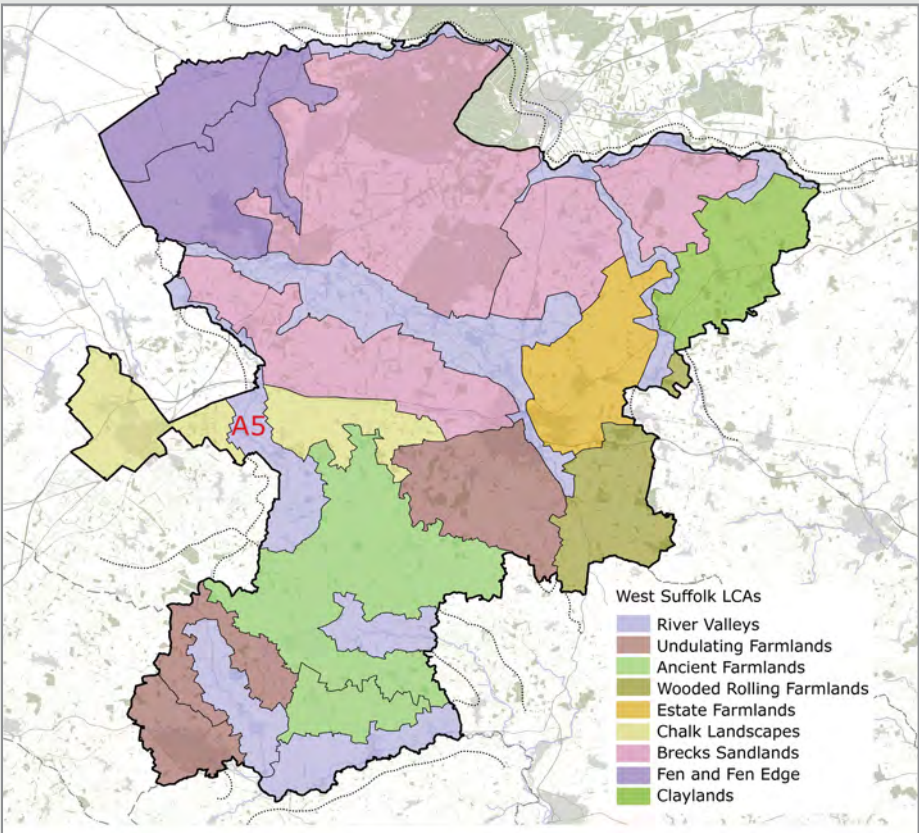 A5
West Suffolk LCAs
River Valleys
Undulating Farmlands
Ancient Farmlands
Wooded Rolling Farmlands
Estate Farmlands
Chalk Landscapes
Brecks Sandlands
Fen and Fen Edge
Claylands